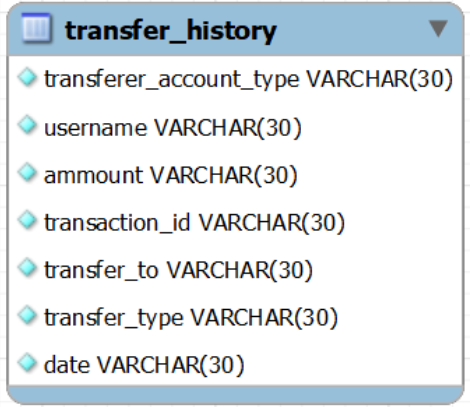 transfer_history
transferer_account_type VARCHAR(30)
username VARCHAR(30)
ammount VARCHAR(30)
transaction_id VARCHAR(30)
transfer_to VARCHAR(30)
transfer_type VARCHAR(30)
date VARCHAR(30)